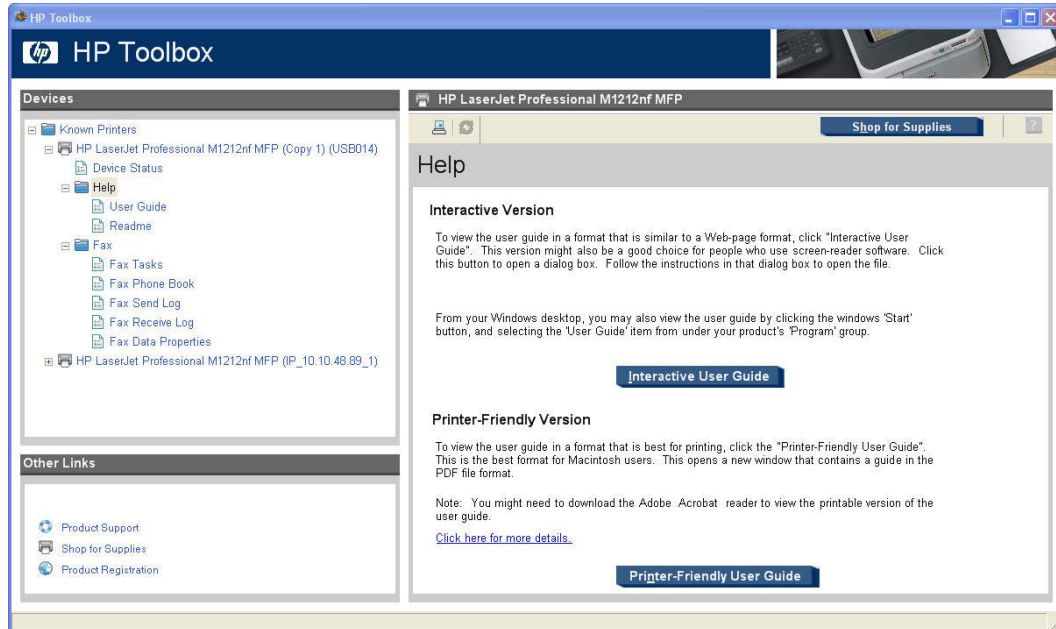 HP Toolbox
hp HP Toolbox
Devices
Known Printers
HP LaserJet Professional M1212nf MFP (Copy 1) (USB014)
Device Status
Help
User Guide
Readme
Fax
Fax Tasks
Fax Phone Book
Fax Send Log
Fax Receive Log
Fax Data Properties
HP LaserJet Professional M1212nf MFP (IP_10.10.48.89_1)
Other Links
Product Support
Shop for Supplies
Product Registration
HP LaserJet Professional M1212nf MFP
Shop for Supplies
?
Help
Interactive Version
To view the user guide in a format that is similar to a Web-page format, click "Interactive User
Guide". This version might also be a good choice for people who use screen-reader software. Click
this button to open a dialog box. Follow the instructions in that dialog box to open the file.
From your Windows desktop, you may also view the user guide by clicking the windows 'Start'
button, and selecting the 'User Guide' item from under your product's 'Program' group.
Interactive User Guide
Printer-Friendly Version
To view the user guide in a format that is best for printing, click the "Printer-Friendly User Guide".
This is the best format for Macintosh users. This opens a new window that contains a guide in the
PDF file format.
Note: You might need to download the Adobe Acrobat reader to view the printable version of the
user guide.
Click here for more details.
Printer-Friendly User Guide